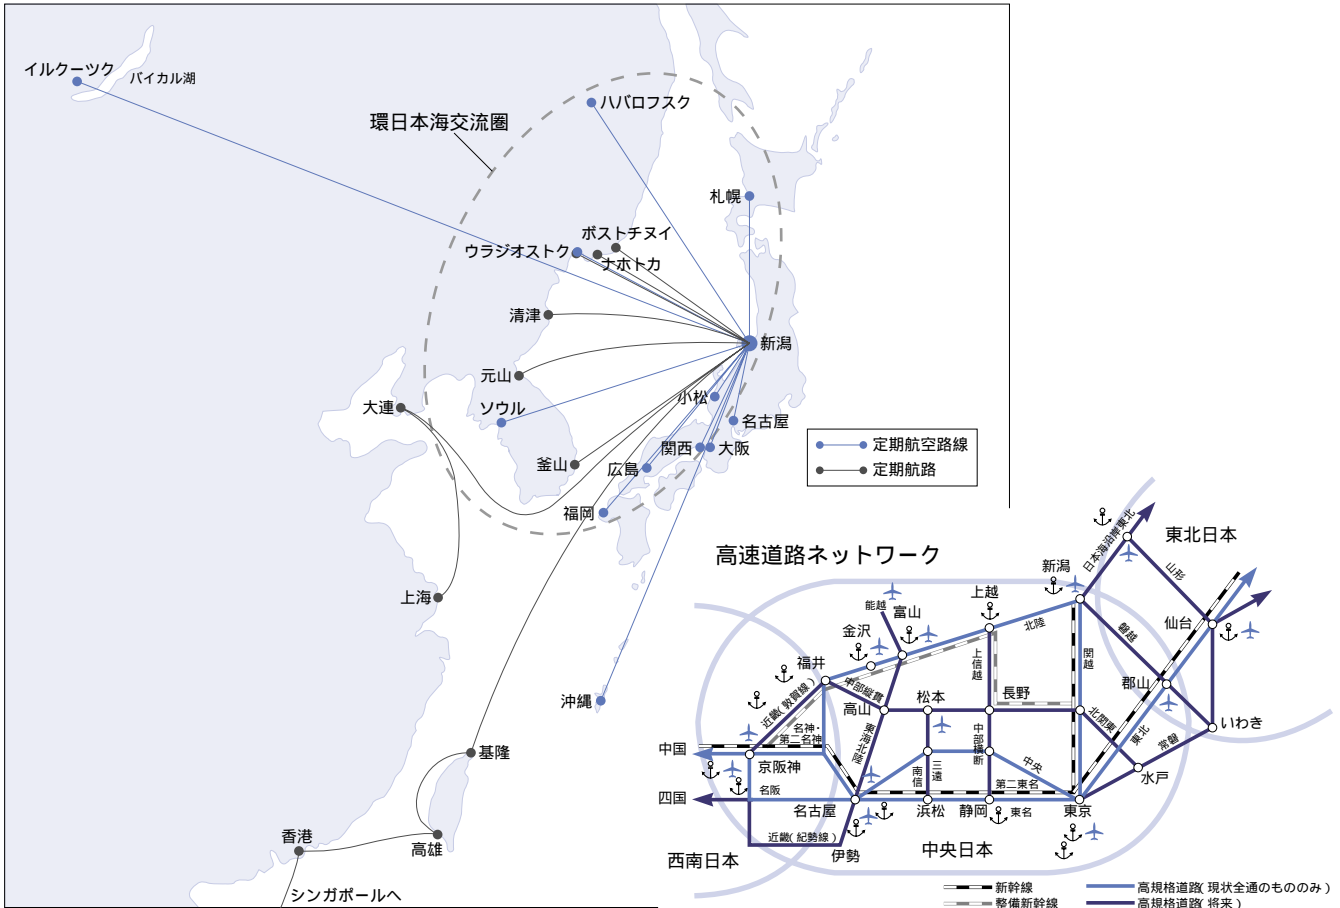 イルクーツク
バイカル湖
環日本海交流圏
ハバロフスク
札幌
ボストチヌイ
ウラジオストク
ナホトカ
清津
新潟
元山
大連
ソウル
小松
名古屋
釜山
関西
大阪
広島
福岡
上海
沖縄
基隆
香港
高雄
シンガポールへ
定期航空路線
定期航路
高速道路ネットワーク
東北日本
日本海沿岸東北
新潟
山形
上越
能越
富山
北陸
仙台
金沢
磐越
福井
上信越
関越
郡山
近畿(敦賀線)
中部縦貫
長野
松本
高山
北関東
いわき
名神・
第二名神
東海北陸
中部横断
東北
常磐
中国
京阪神
三遠
南信
中央
水戸
第二東名
四国
名阪
名古屋
浜松
静岡
東名
東京
近畿(紀勢線)
伊勢
中央日本
西南日本
新幹線
整備新幹線
高規格道路(現状全通のもののみ)
高規格道路(将来)